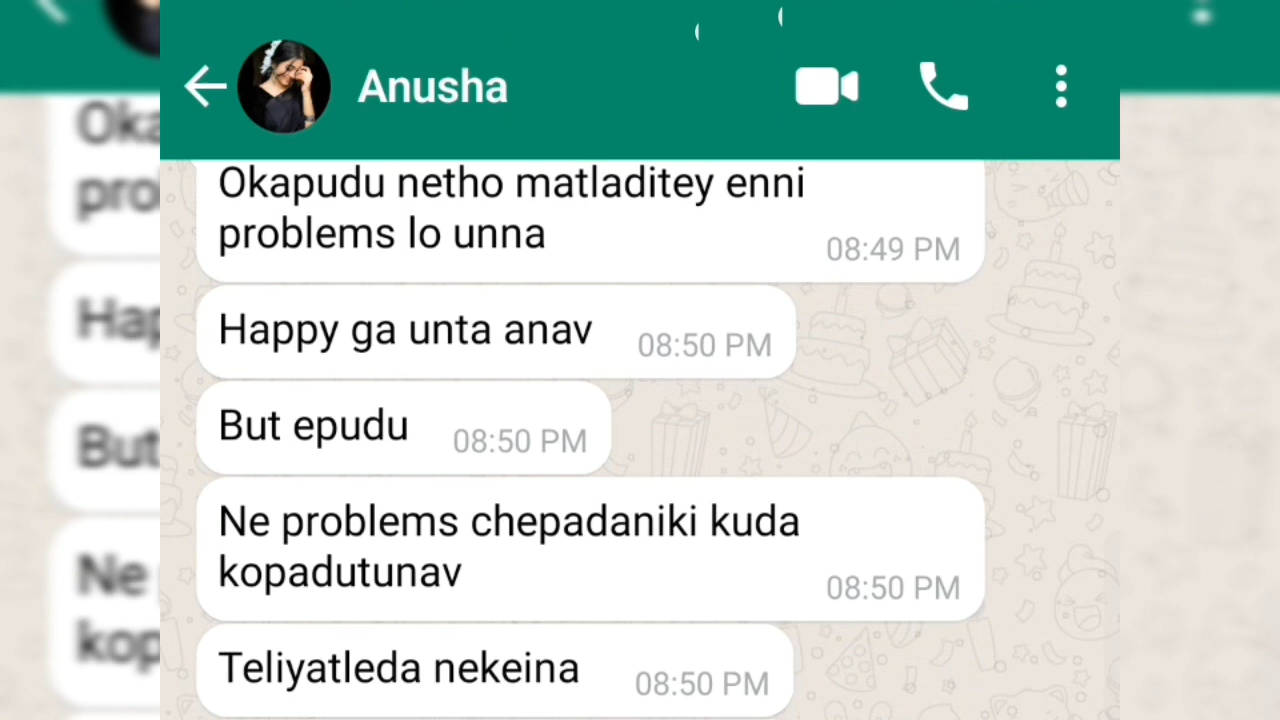 Anusha
Okapudu netho matladitey enni
problems lo unna
08:49 PM
Happy ga unta anav
08:50 PM
But epudu
08:50 PM
Ne problems chepadaniki kuda
kopadutunav
08:50 PM
Teliyatleda nekeina
08:50 PM